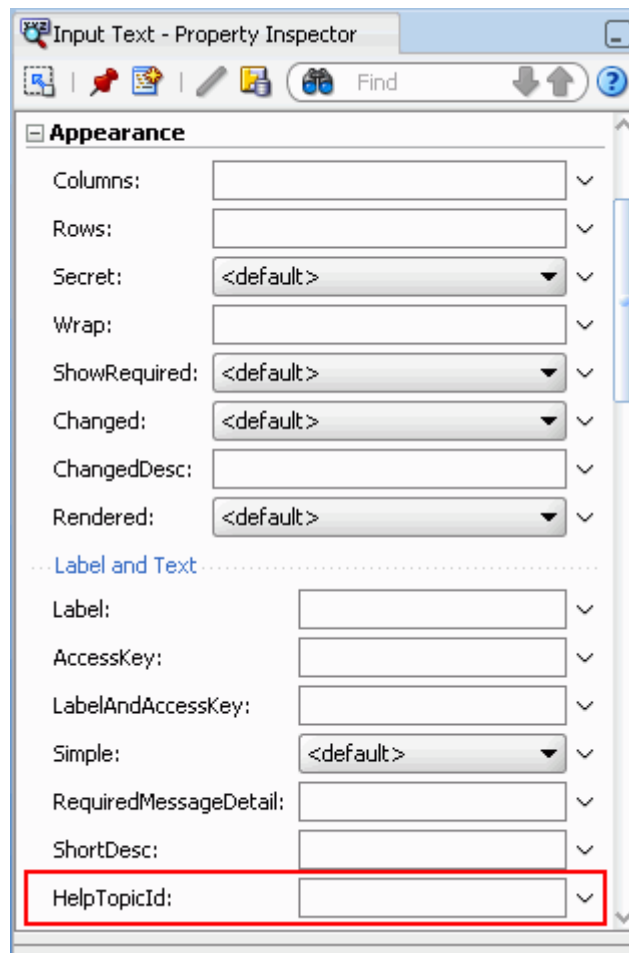 Input Text - Property Inspector
Find
Appearance
Columns:
Rows:
Secret: <default>
Wrap:
ShowRequired: <default>
Changed: <default>
ChangedDesc:
Rendered: <default>
Label and Text
Label:
AccessKey:
LabelAndAccessKey:
Simple: <default>
RequiredMessageDetail:
ShortDesc:
HelpTopicId: